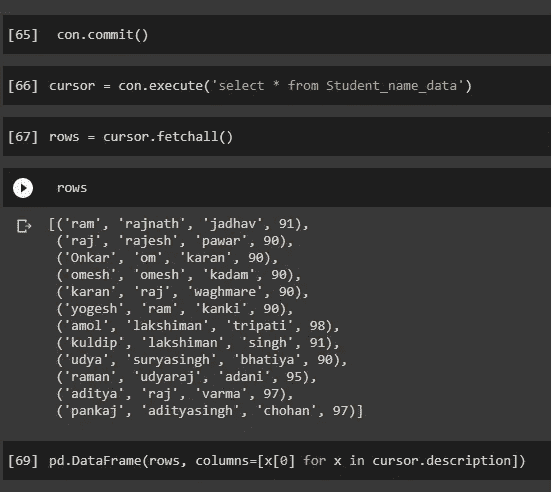 [65] con.commit()
[66] cursor = con.execute('select * from Student_name_data')
[67] rows = cursor.fetchall()
rows
[('ram', 'rajnath', 'jadhav', 91),
('raj', 'rajesh', 'pawar', 90),
('Onkar', 'om', 'karan', 90),
('omesh', 'omesh', 'kadam', 90),
('karan', 'raj', 'waghmare', 90),
('yogesh', 'ram', 'kanki', 90),
('amol', 'lakshiman', 'tripati', 98),
('kuldip', 'lakshiman', 'singh', 91),
('udya', 'suryasingh', 'bhatiya', 90),
('raman', 'udyaraj', 'adani', 95),
('aditya', 'raj', 'varma', 97),
('pankaj', 'adityasingh', 'chohan', 97)]
[69] pd.DataFrame(rows, columns=[x[0] for x in cursor.description])